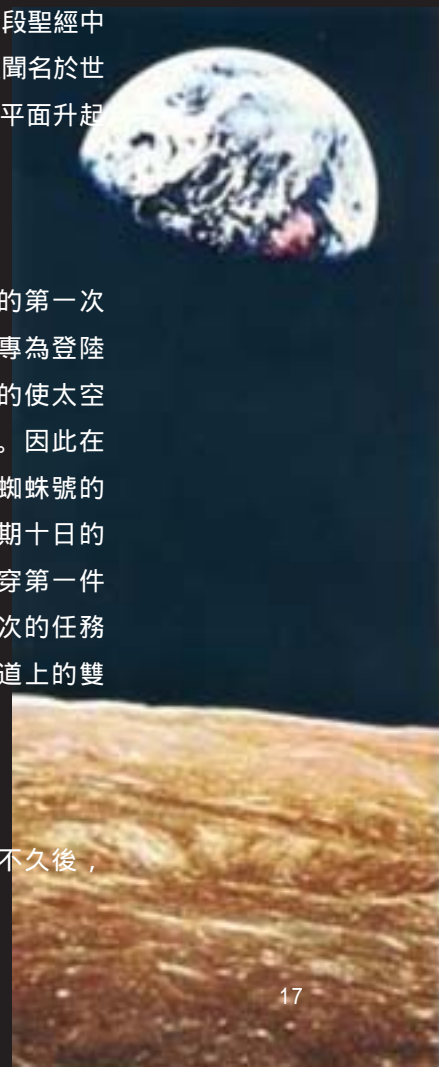 段聖經中
聞名於世
平面升起
的第一次
專為登陸
的使太空
。因此在
蜘蛛號的
期十日的
穿第一件
次的任務
道上的雙
不久後，
17